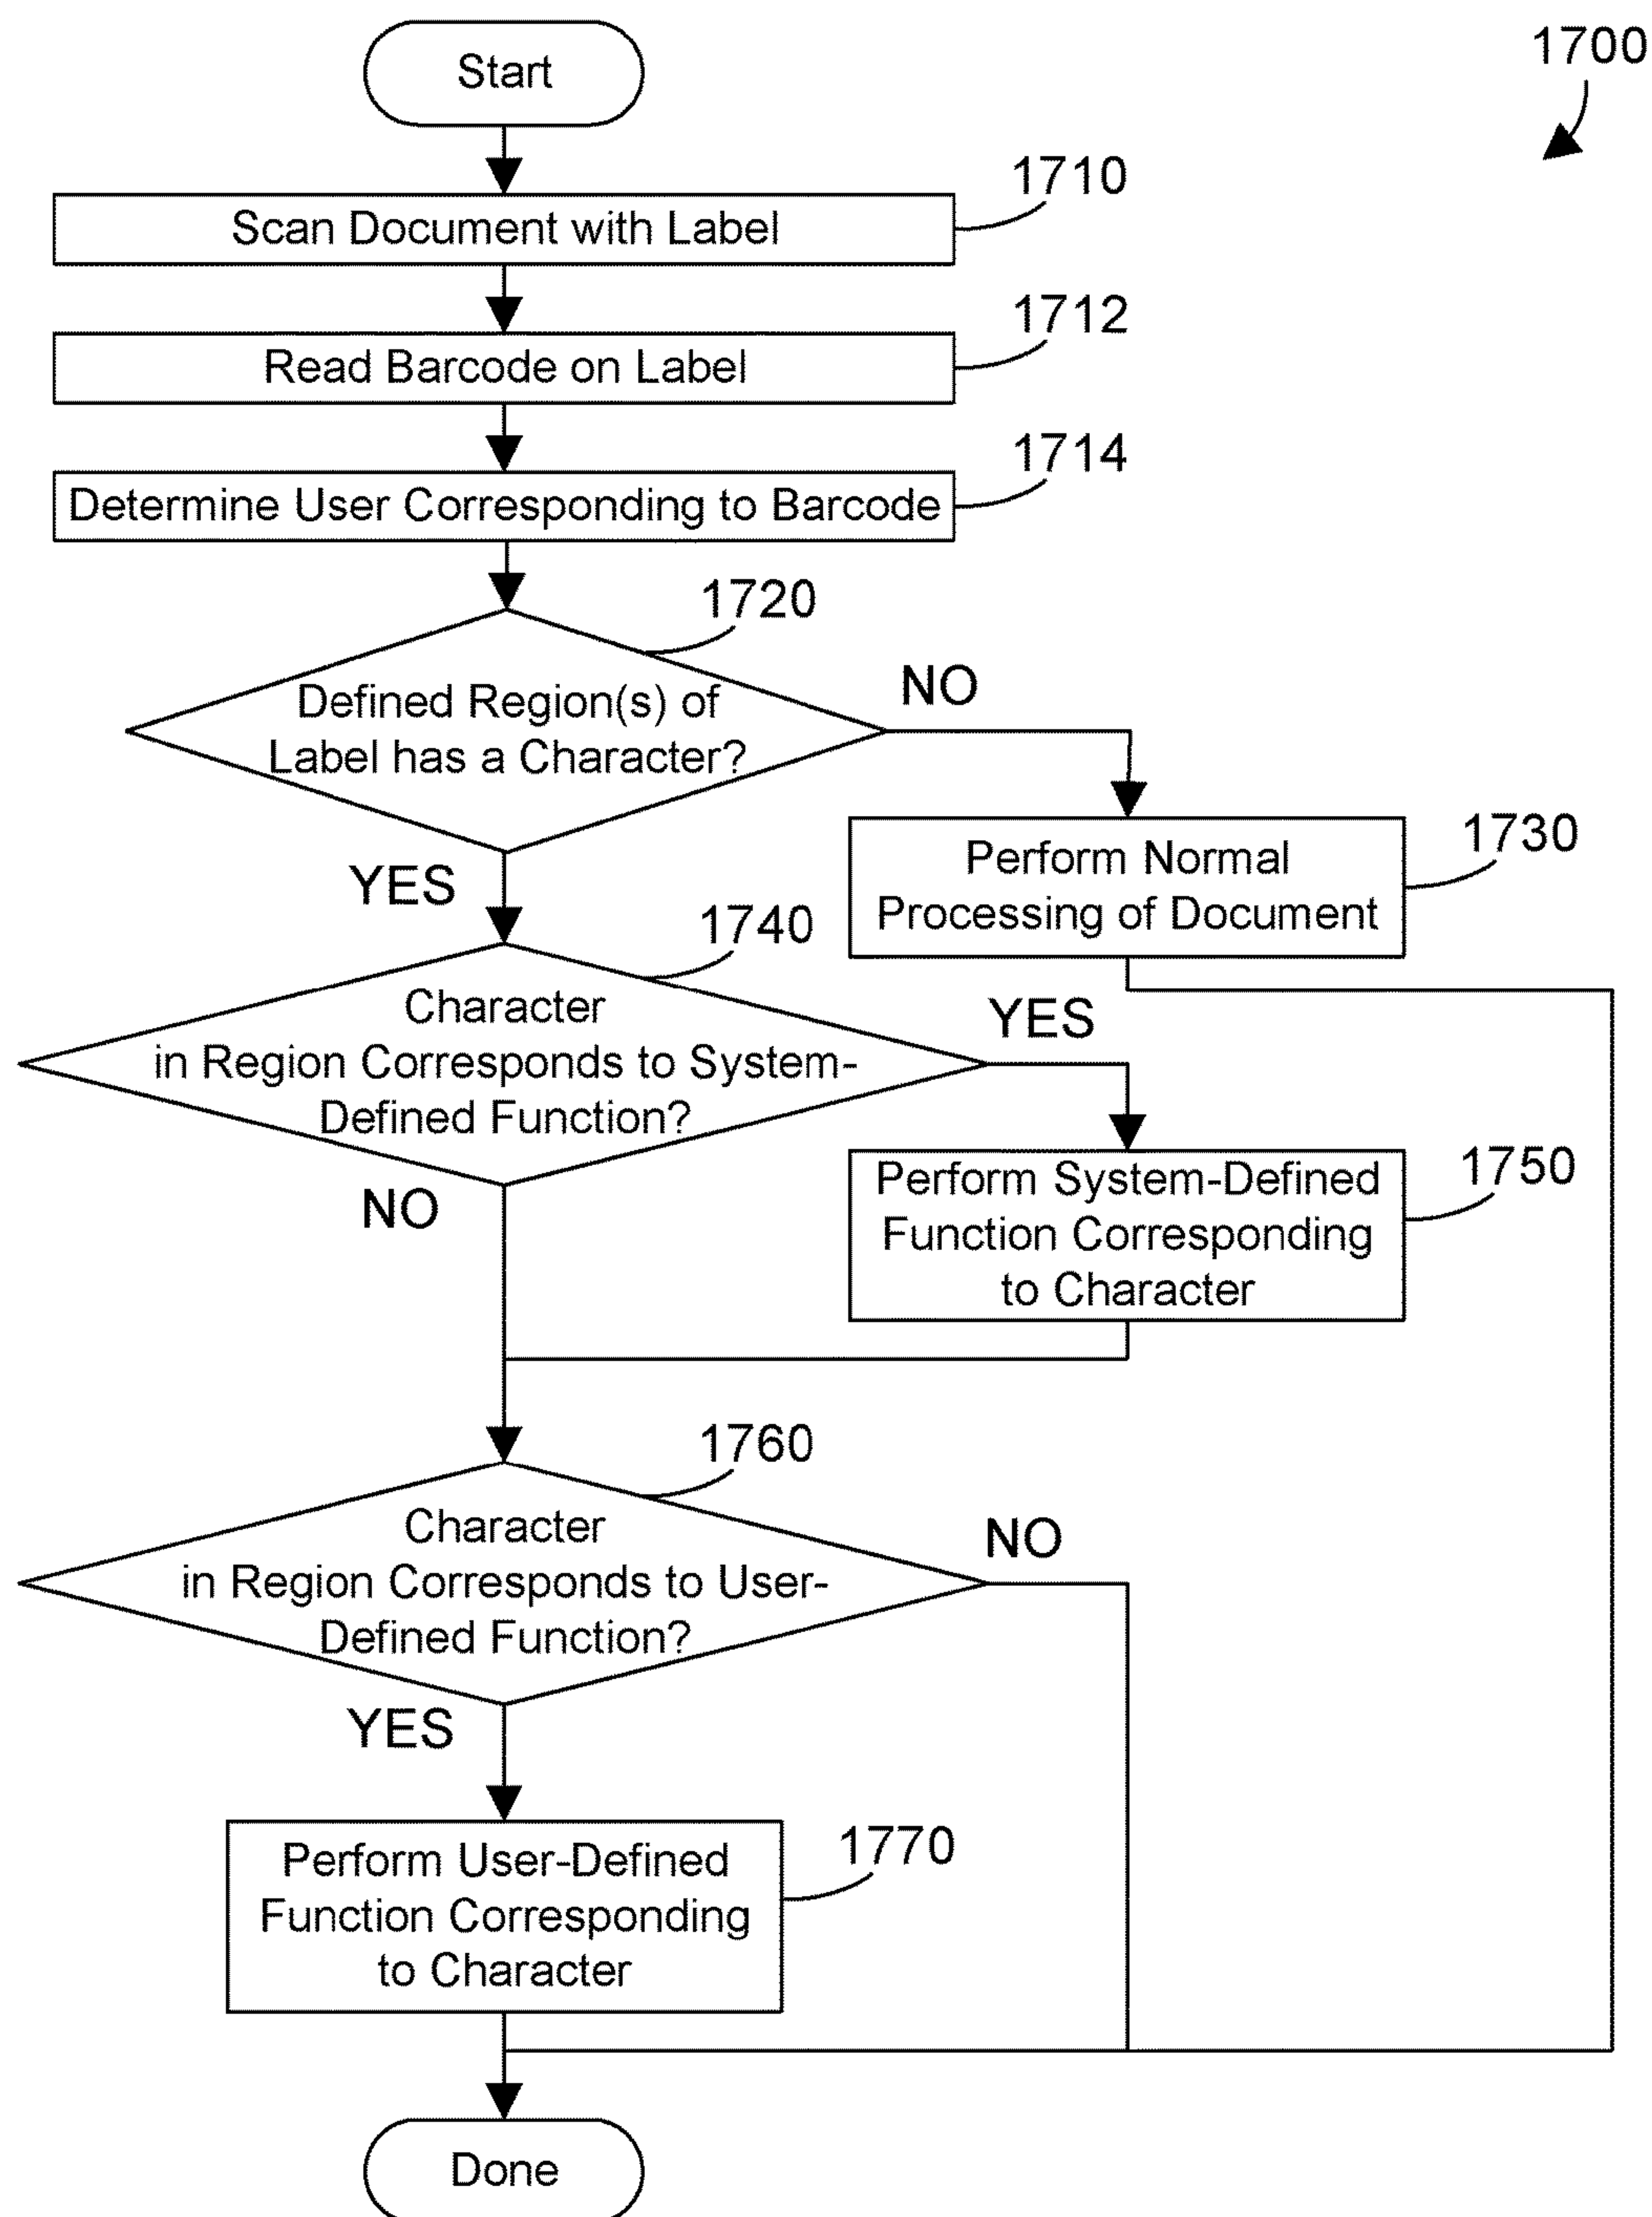 Start
1700
1710
Scan Document with Label
1712
Read Barcode on Label
1714
Determine User Corresponding to Barcode
1720
Defined Region(s) of
Label has a Character?
NO
YES
1730
Perform Normal
Processing of Document
1740
Character
in Region Corresponds to System-
Defined Function?
YES
NO
1750
Perform System-Defined
Function Corresponding
to Character
1760
Character
in Region Corresponds to User-
Defined Function?
NO
YES
1770
Perform User-Defined
Function Corresponding
to Character
Done